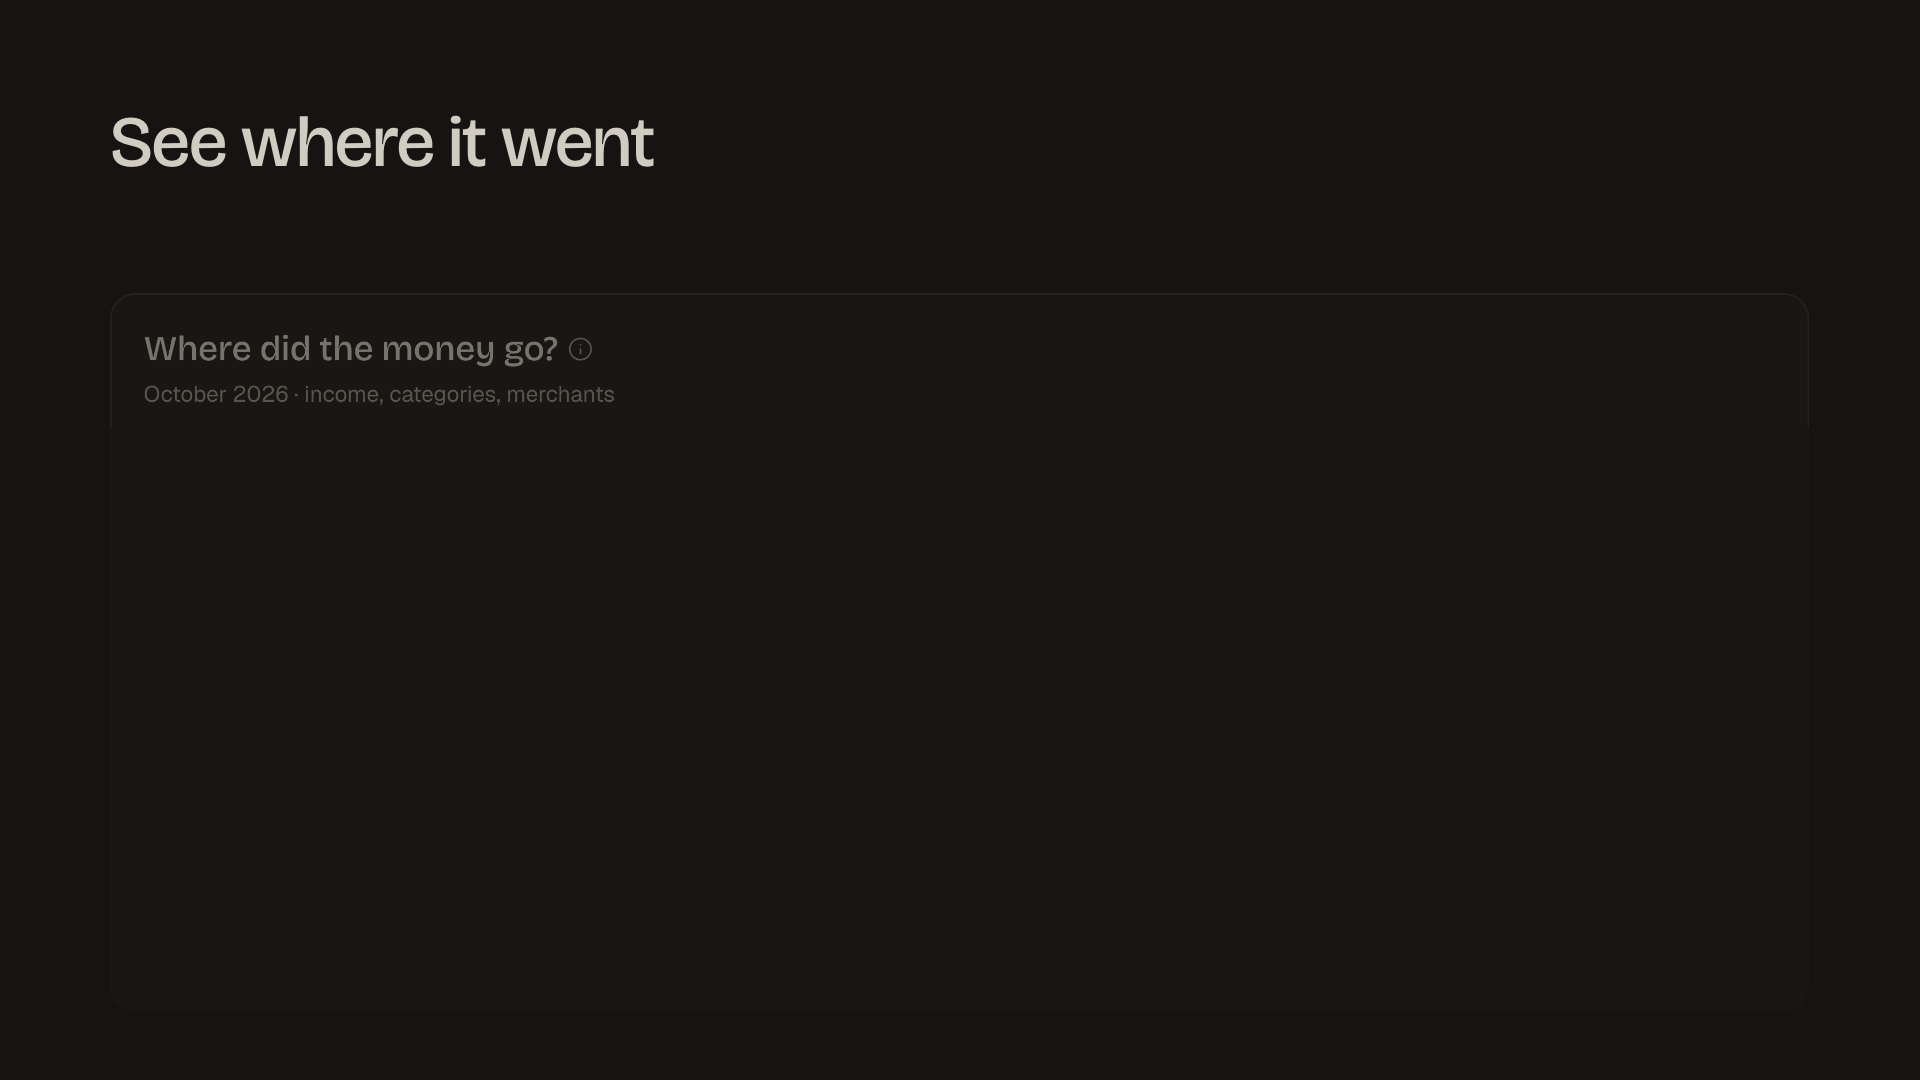 See where it went
Where did the money go?
October 2026 · income, categories, merchants